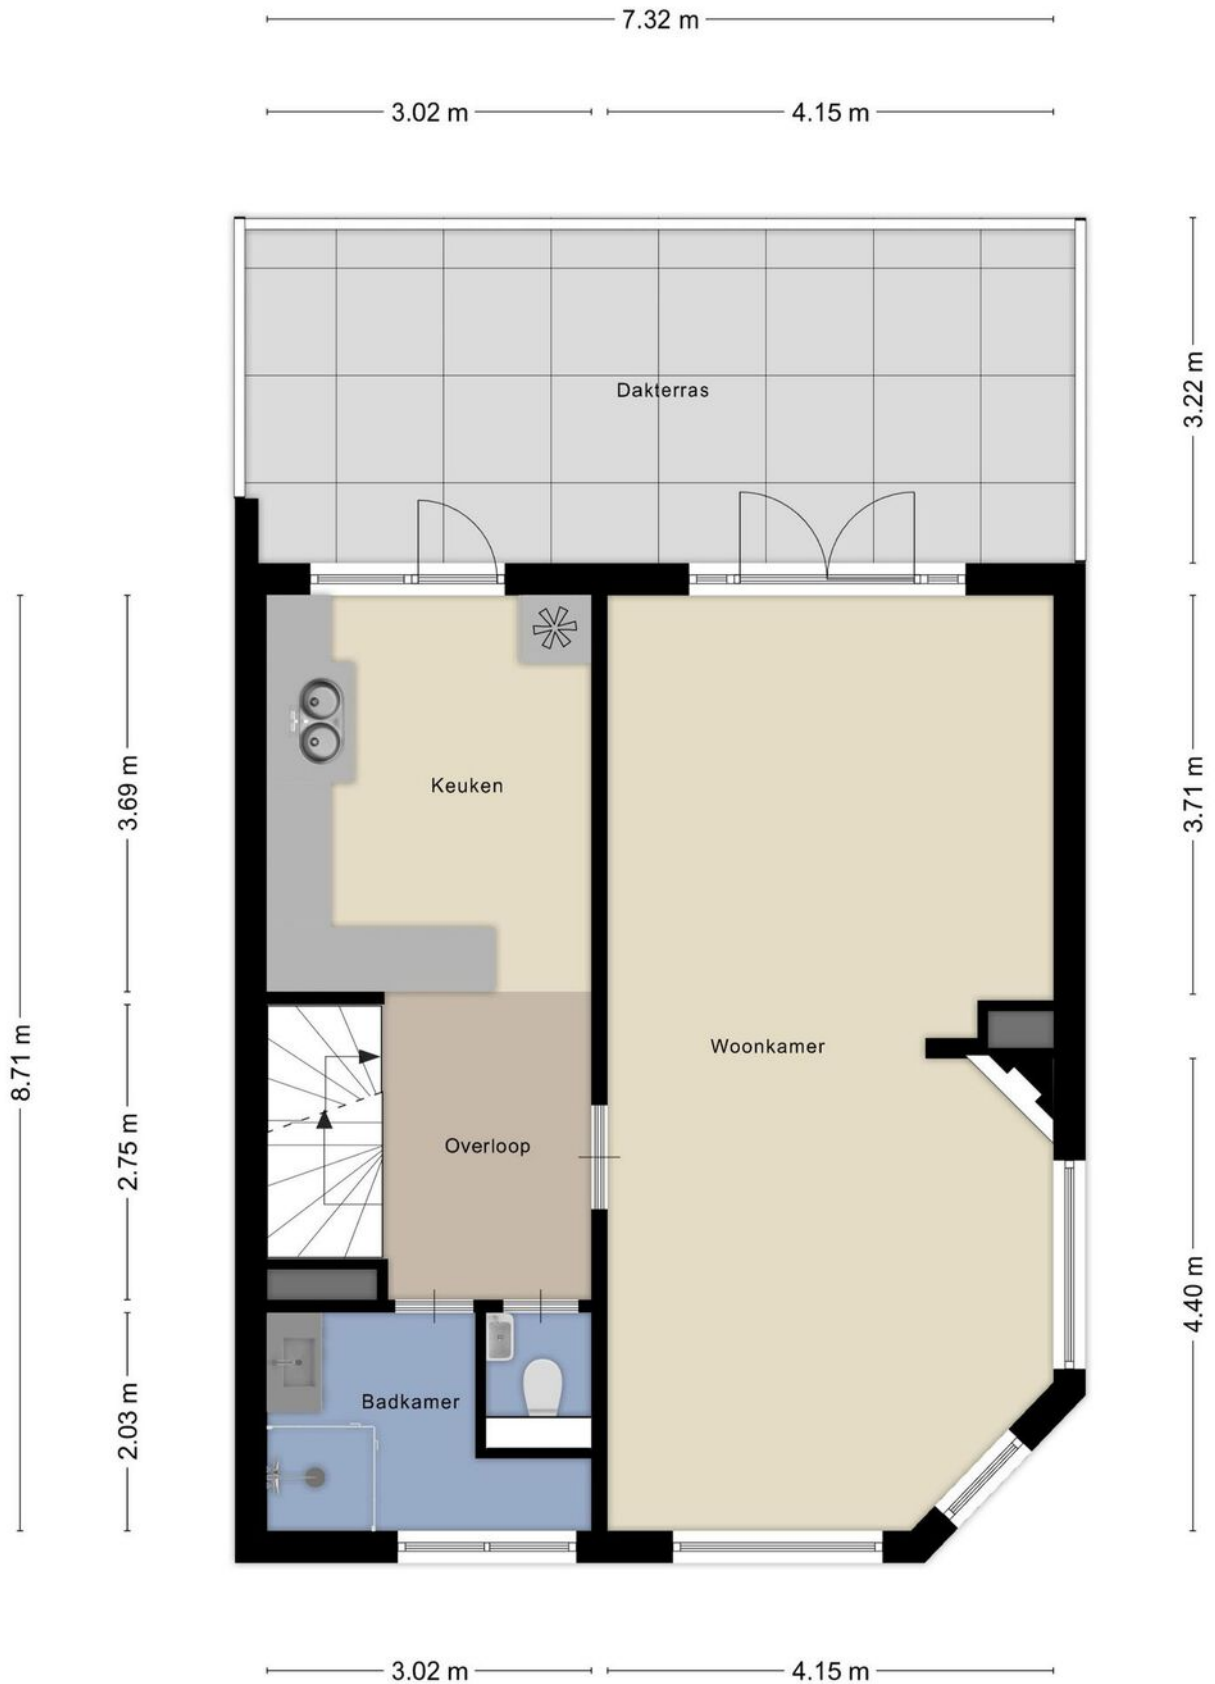 7.32 m
3.02 m
4.15 m
Dakterras
3.22 m
Keuken
3.69 m
3.71 m
8.71 m
Woonkamer
2.75 m
Overloop
4.40 m
Badkamer
2.03 m
3.02 m
4.15 m